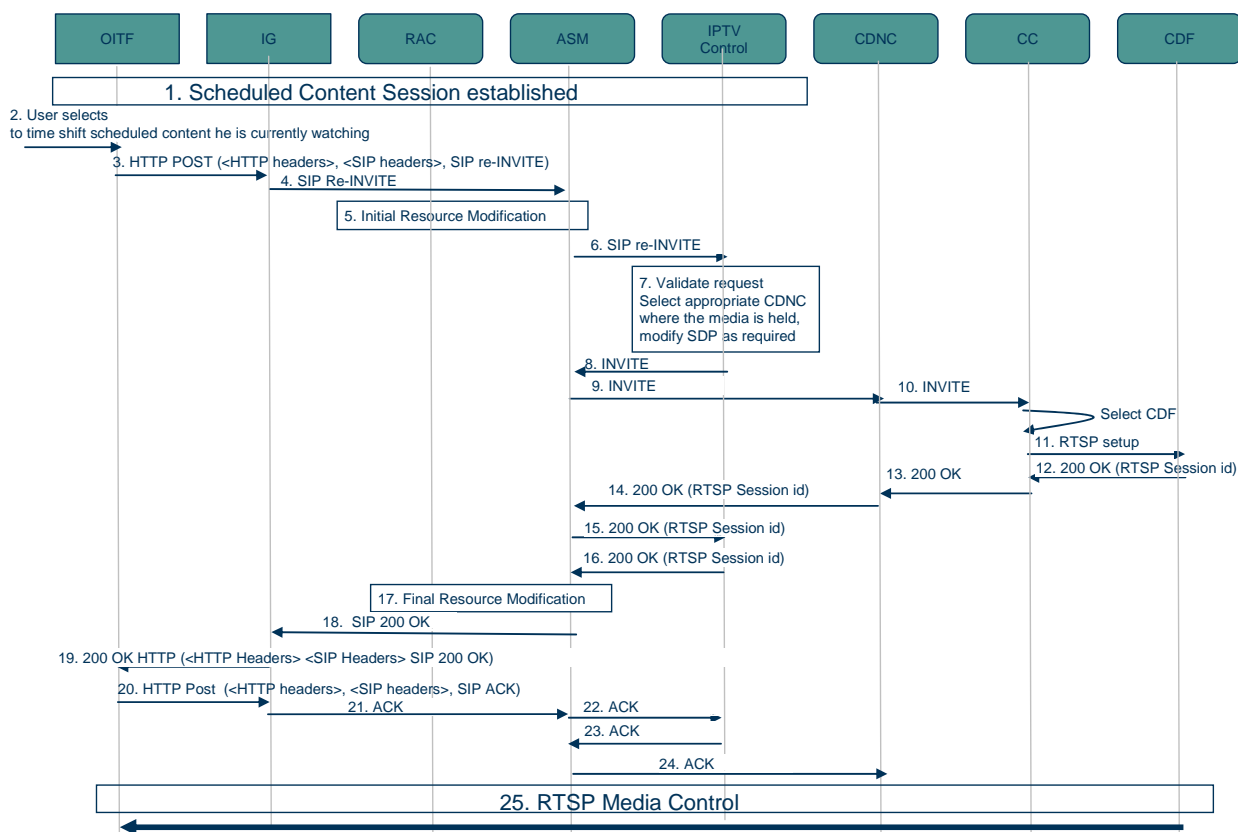 OITF
IG
RAC
ASM
IPTV
Control
CDNC
CC
CDF
1. Scheduled Content Session established
2. User selects
to time shift scheduled content he is currently watching
3. HTTP POST (<HTTP headers>, <SIP headers>, SIP re-INVITE)
4. SIP Re-INVITE
5. Initial Resource Modification
6. SIP re-INVITE
7. Validate request
Select appropriate CDNC
where the media is held,
modify SDP as required
8. INVITE
9. INVITE
10. INVITE
Select CDF
11. RTSP setup
12. 200 OK (RTSP Session id)
13. 200 OK
14. 200 OK (RTSP Session id)
15. 200 OK (RTSP Session id)
16. 200 OK (RTSP Session id)
17. Final Resource Modification
18. SIP 200 OK
19. 200 OK HTTP (<HTTP Headers> <SIP Headers> SIP 200 OK)
20. HTTP Post (<HTTP headers>, <SIP headers>, SIP ACK)
21. ACK
22. ACK
23. ACK
24. ACK
25. RTSP Media Control